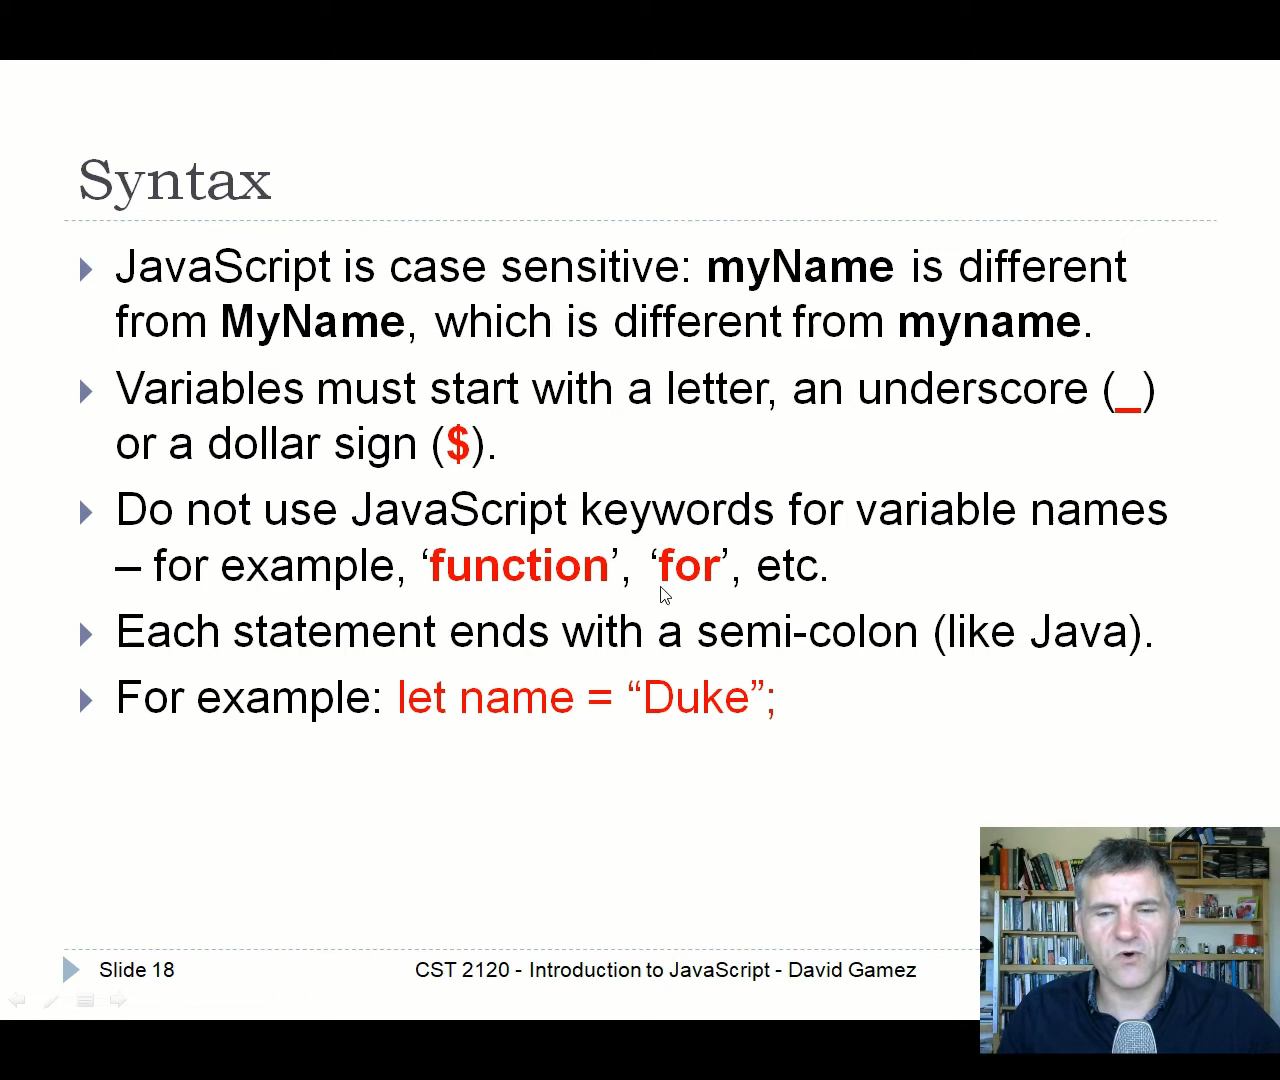 Syntax
JavaScript is case sensitive: myName is different
from MyName, which is different from myname.
Variables must start with a letter, an underscore (_)
or a dollar sign ($).
Do not use JavaScript keywords for variable names
– for example, ‘function’, ‘for’, etc.
Each statement ends with a semi-colon (like Java).
For example: let name = “Duke”;
Slide 18
CST 2120 - Introduction to JavaScript - David Gamez